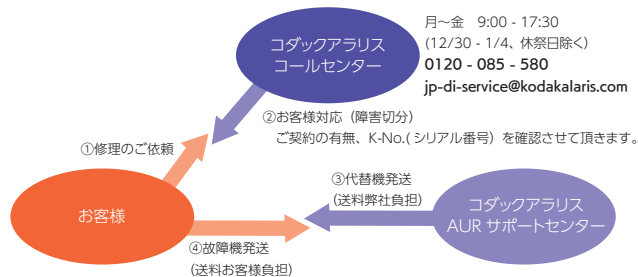 コダックアラリス
コールセンター
月～金　9:00 - 17:30
(12/30 - 1/4、休祭日除く)
0120 - 085 - 580
jp-di-service@kodakalaris.com
②お客様対応（障害切分）
ご契約の有無、K-No.( シリアル番号）を確認させて頂きます。
①修理のご依頼
③代替機発送
（送料弊社負担）
お客様
コダックアラリス
AUR サポートセンター
④故障機発送
（送料お客様負担）